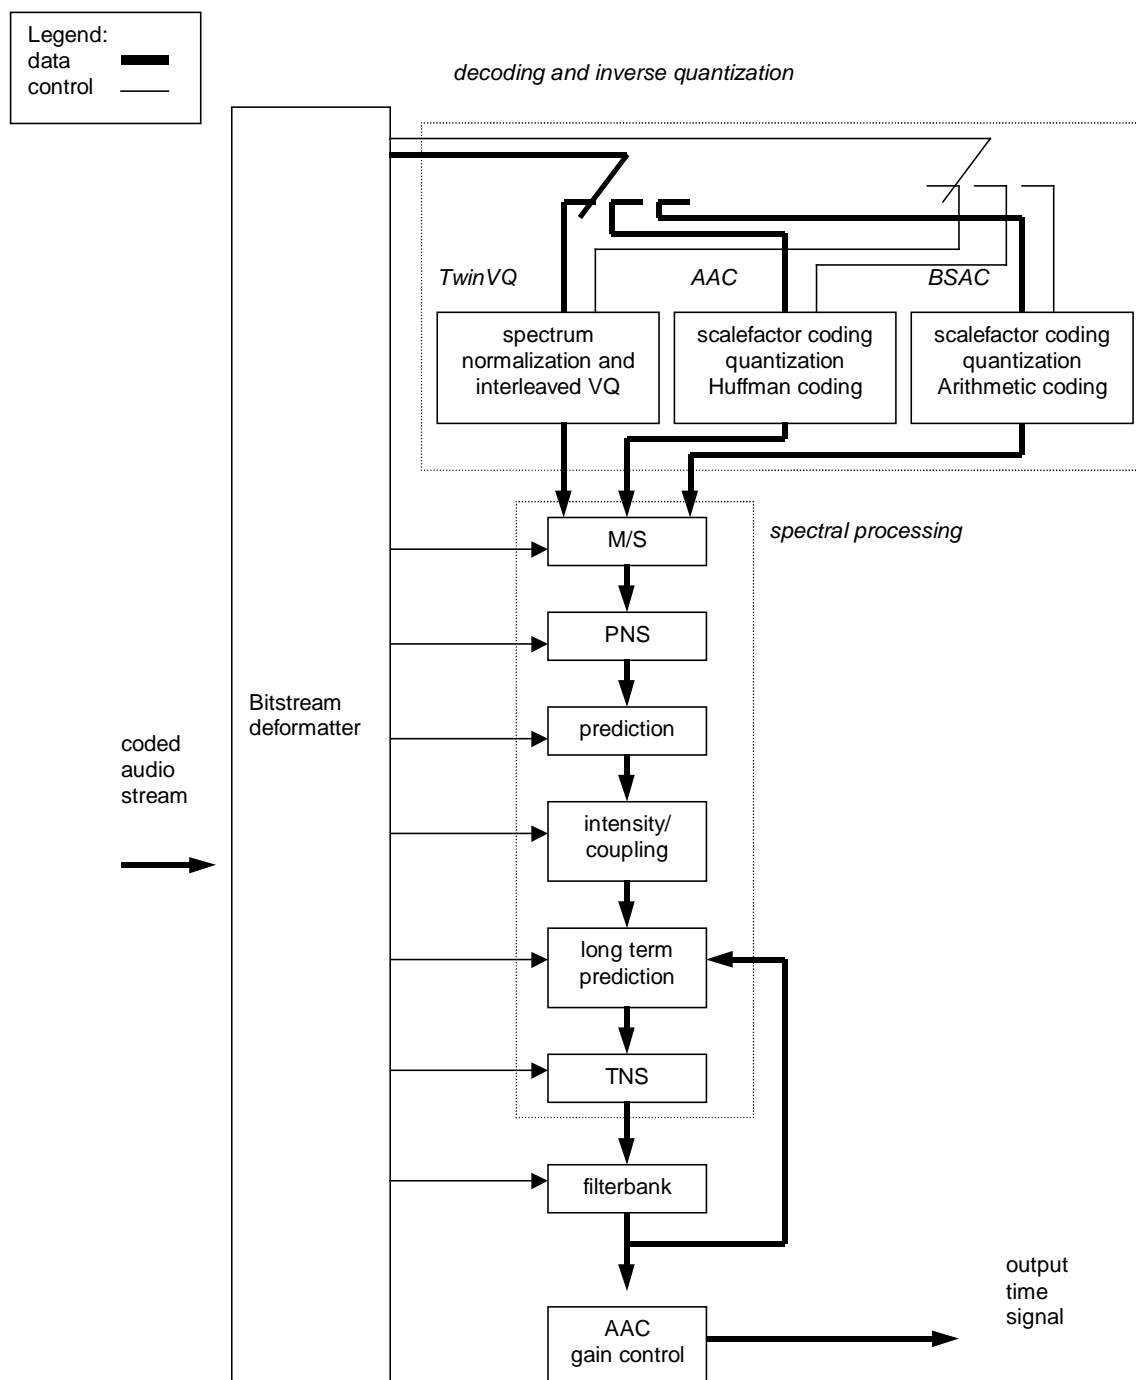 Legend:
data
control
decoding and inverse quantization
TwinVQ
AAC
BSAC
spectrum
normalization and
interleaved VQ
scalefactor coding
quantization
Huffman coding
scalefactor coding
quantization
Arithmetic coding
M/S
spectral processing
PNS
Bitstream
deformatter
prediction
coded
audio
stream
intensity/
coupling
long term
prediction
TNS
filterbank
output
time
signal
AAC
gain control